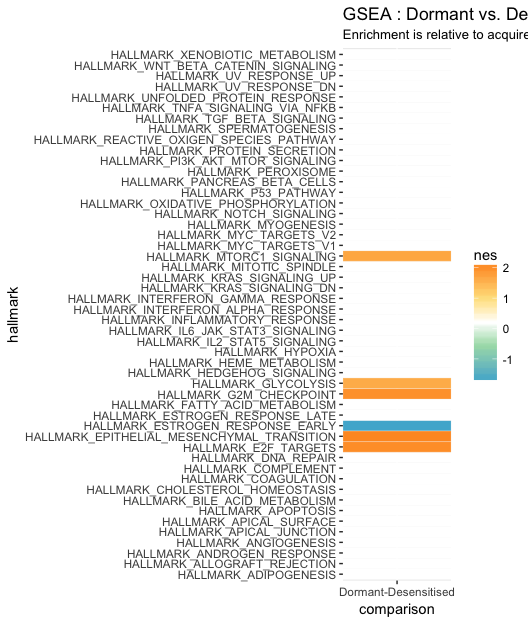 GSEA : Dormant vs. De
Enrichment is relative to acquire
HALLMARK_XENOBIOTIC_METABOLISM
HALLMARK_WNT_BETA_CATENIN_SIGNALING
HALLMARK_UV_RESPONSE_UP
HALLMARK_UV_RESPONSE_DN
HALLMARK_UNFOLDED_PROTEIN_RESPONSE
HALLMARK_TNFA_SIGNALING_VIA_NFKB
HALLMARK_TGF_BETA_SIGNALING
HALLMARK_SPERMATOGENESIS
HALLMARK_REACTIVE_OXIGEN_SPECIES_PATHWAY
HALLMARK_PROTEIN_SECRETION
HALLMARK_PI3K_AKT_MTOR_SIGNALING
HALLMARK_PEROXISOME
HALLMARK_PANCREAS_BETA_CELLS
HALLMARK_P53_PATHWAY
HALLMARK_OXIDATIVE_PHOSPHORYLATION
HALLMARK_NOTCH_SIGNALING
HALLMARK_MYOGENESIS
HALLMARK_MYC_TARGETS_V2
HALLMARK_MYC_TARGETS_V1
HALLMARK_MTORC1_SIGNALING
HALLMARK_MITOTIC_SPINDLE
HALLMARK_KRAS_SIGNALING_UP
HALLMARK_KRAS_SIGNALING_DN
HALLMARK_INTERFERON_GAMMA_RESPONSE
HALLMARK_INTERFERON_ALPHA_RESPONSE
HALLMARK_INFLAMMATORY_RESPONSE
HALLMARK_IL6_JAK_STAT3_SIGNALING
HALLMARK_IL2_STAT5_SIGNALING
HALLMARK_HYPOXIA
HALLMARK_HEME_METABOLISM
HALLMARK_HEDGEHOG_SIGNALING
HALLMARK_GLYCOLYSIS
HALLMARK_G2M_CHECKPOINT
HALLMARK_FATTY_ACID_METABOLISM
HALLMARK_ESTROGEN_RESPONSE_LATE
HALLMARK_ESTROGEN_RESPONSE_EARLY
HALLMARK_EPITHELIAL_MESENCHYMAL_TRANSITION
HALLMARK_E2F_TARGETS
HALLMARK_DNA_REPAIR
HALLMARK_COMPLEMENT
HALLMARK_COAGULATION
HALLMARK_CHOLESTEROL_HOMEOSTASIS
HALLMARK_BILE_ACID_METABOLISM
HALLMARK_APOPTOSIS
HALLMARK_APICAL_SURFACE
HALLMARK_APICAL_JUNCTION
HALLMARK_ANGIOGENESIS
HALLMARK_ANDROGEN_RESPONSE
HALLMARK_ALLOGRAFT_REJECTION
HALLMARK_ADIPOGENESIS
hallmark
Dormant-Desensitised
comparison
nes
2
1
0
-1